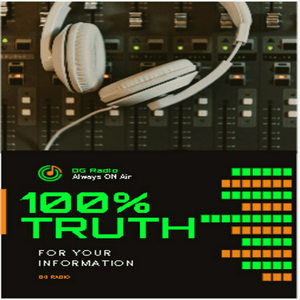 DG Radio
Always ON Air
100%
TRUTH
FOR YOUR
INFORMATION
DG RADIO